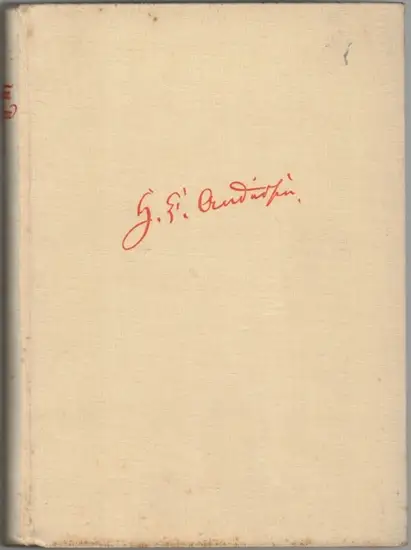 H. C. Andersen.